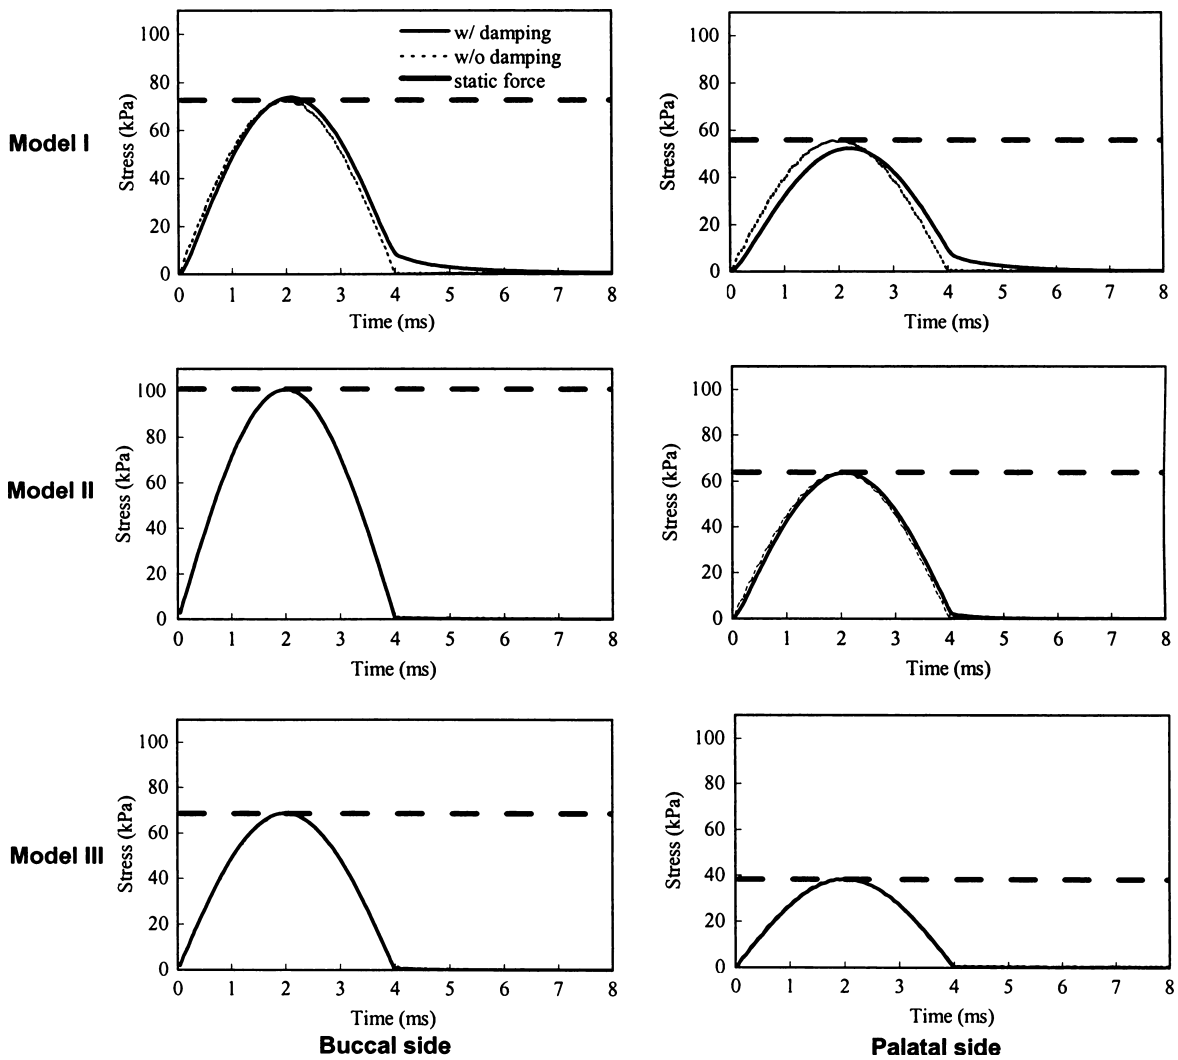 w/ damping
w/o damping
static force
Model I
Stress (kPa)
100
80
60
40
20
0
0 1 2 3 4 5 6 7 8
Time (ms)
Stress (kPa)
100
80
60
40
20
0
0 1 2 3 4 5 6 7 8
Time (ms)
Model II
Stress (kPa)
100
80
60
40
20
0
0 1 2 3 4 5 6 7 8
Time (ms)
Stress (kPa)
100
80
60
40
20
0
0 1 2 3 4 5 6 7 8
Time (ms)
Model III
Stress (kPa)
100
80
60
40
20
0
0 1 2 3 4 5 6 7 8
Time (ms)
Buccal side
Stress (kPa)
100
80
60
40
20
0
0 1 2 3 4 5 6 7 8
Time (ms)
Palatal side